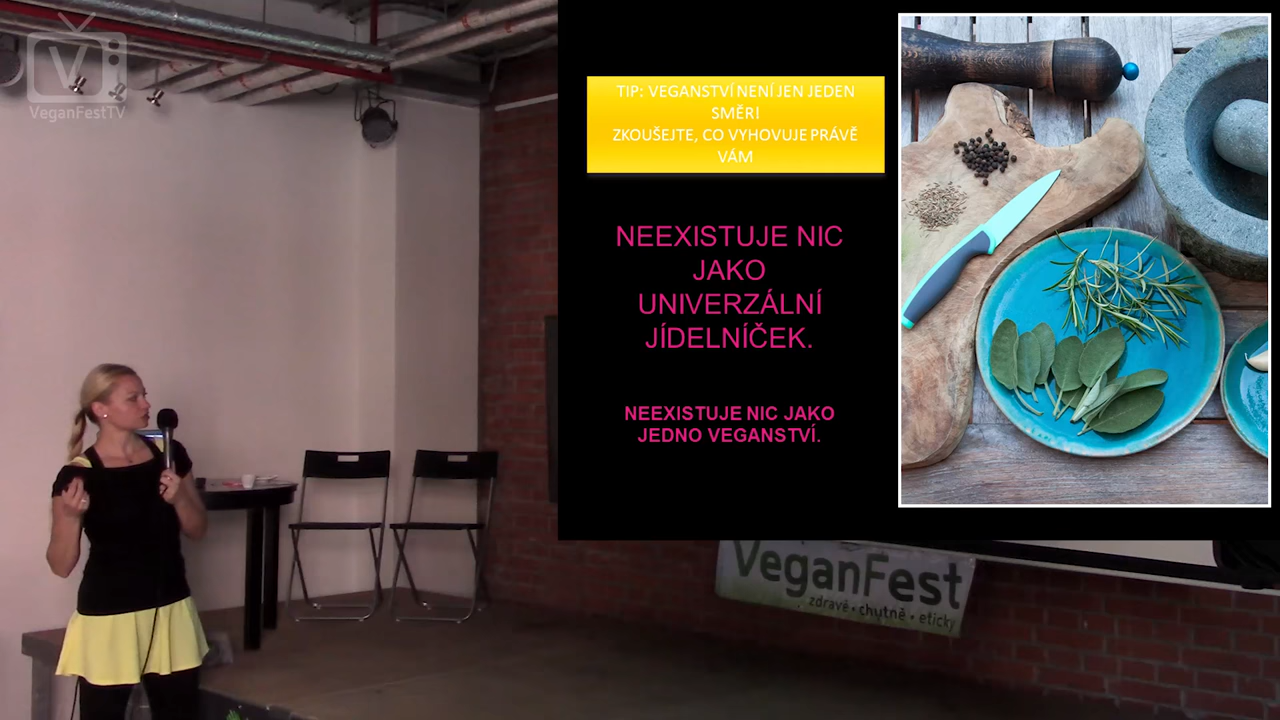 V
VeganFestTV
TIP: VEGANSTVÍ NENÍ JEN JEDEN
SMĚR!
ZKOUŠEJTE, CO VYHOVUJE PRÁVĚ
VÁM
NEEXISTUJE NIC
JAKO
UNIVERZÁLNÍ
JÍDELNÍČEK.
NEEXISTUJE NIC JAKO
JEDNO VEGANSTVÍ.
VeganFest
zdravě • chutně • eticky